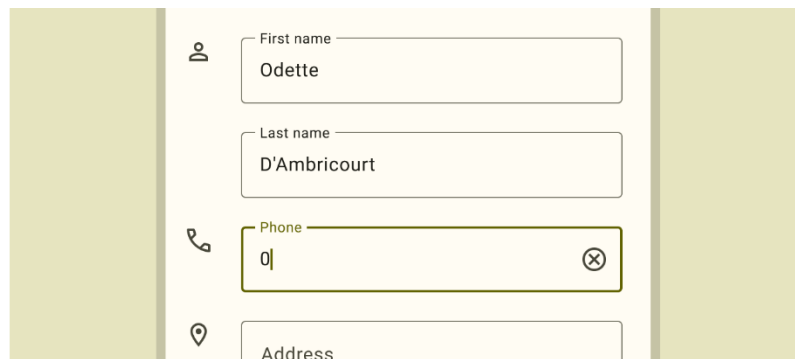 First name
Odette
Last name
D'Ambricourt
Phone
0
Address